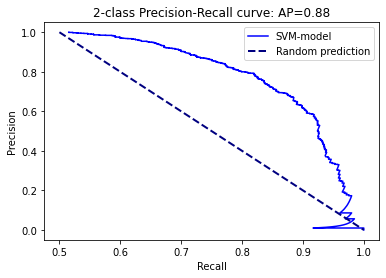 2-class Precision-Recall curve: AP=0.88
SVM-model
Random prediction
Precision
1.0
0.8
0.6
0.4
0.2
0.0
0.5 0.6 0.7 0.8 0.9 1.0
Recall